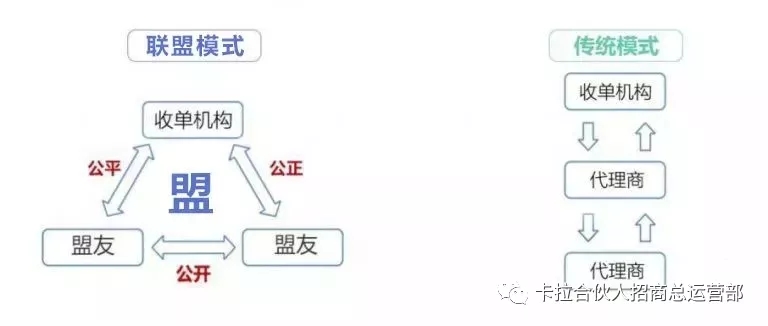 联盟模式
传统模式
收单机构
收单机构
公平
公正
盟
代理商
盟友
盟友
公开
代理商
卡拉合伙人招商总运营部